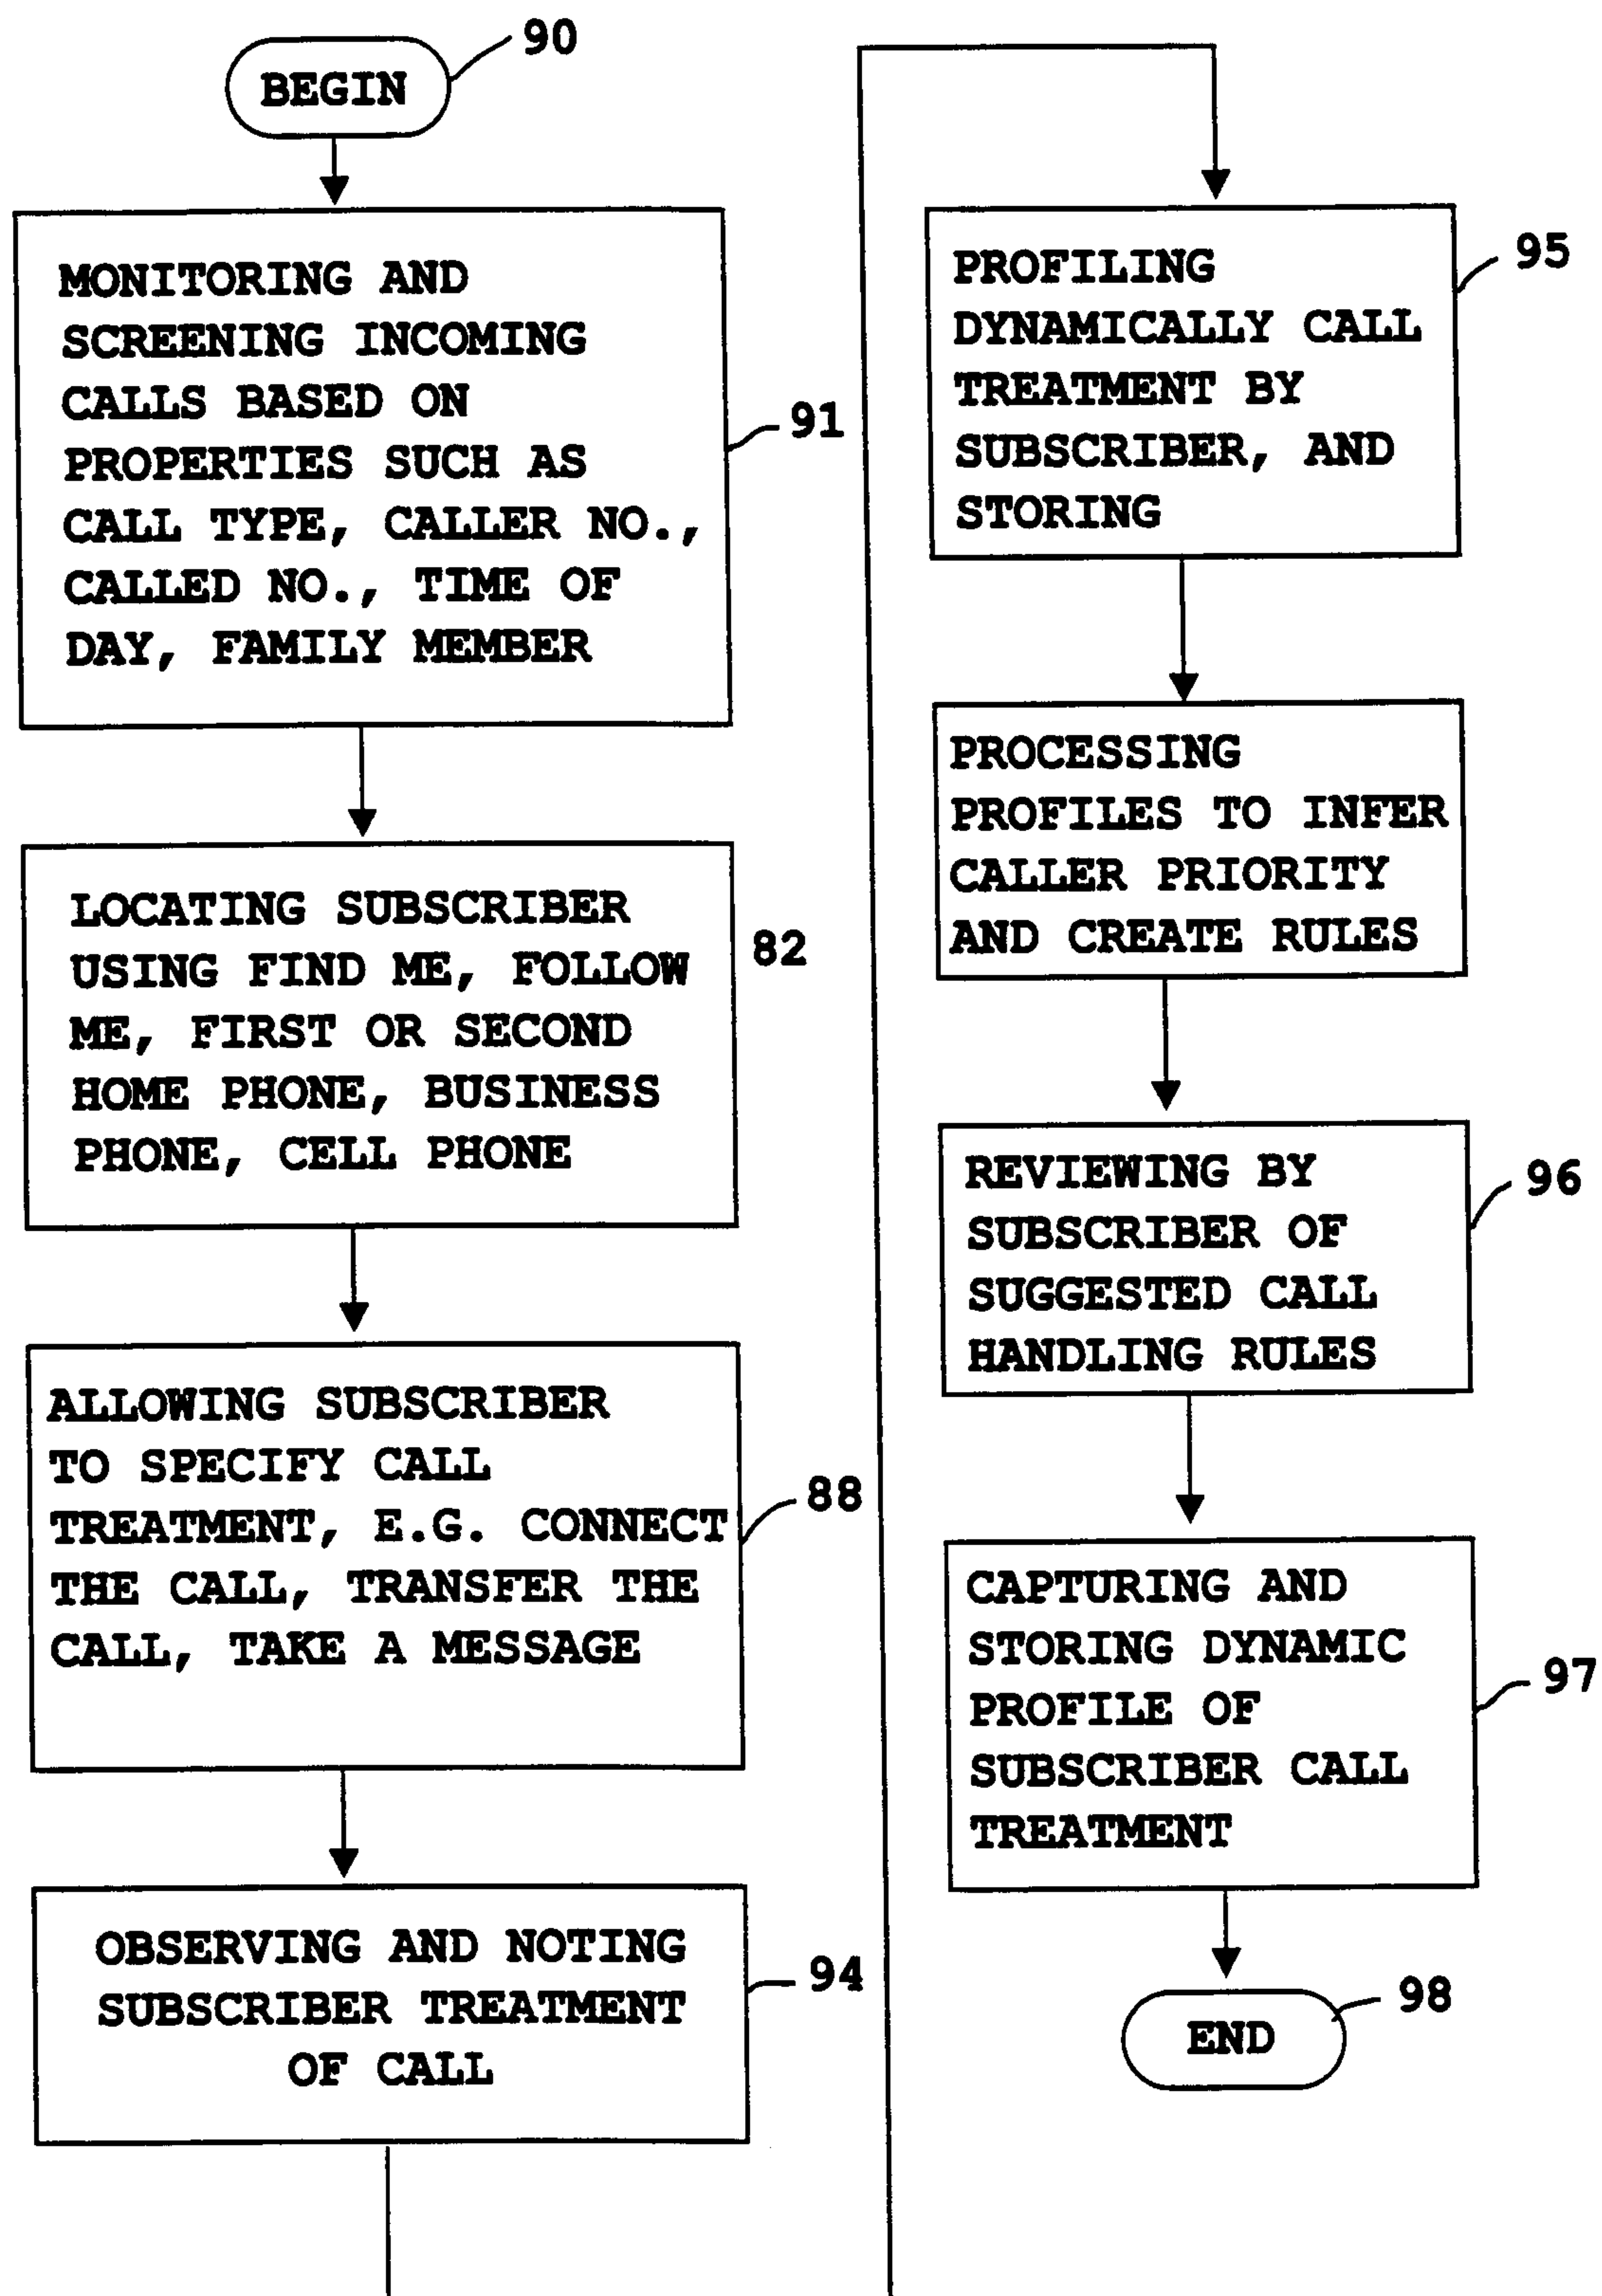 BEGIN
90
MONITORING AND
SCREENING INCOMING
CALLS BASED ON
PROPERTIES SUCH AS
CALL TYPE, CALLER NO.,
CALLED NO., TIME OF
DAY, FAMILY MEMBER
91
LOCATING SUBSCRIBER
USING FIND ME, FOLLOW
ME, FIRST OR SECOND
HOME PHONE, BUSINESS
PHONE, CELL PHONE
82
ALLOWING SUBSCRIBER
TO SPECIFY CALL
TREATMENT, E.G. CONNECT
THE CALL, TRANSFER THE
CALL, TAKE A MESSAGE
88
OBSERVING AND NOTING
SUBSCRIBER TREATMENT
OF CALL
94
PROFILING
DYNAMICALLY CALL
TREATMENT BY
SUBSCRIBER, AND
STORING
95
PROCESSING
PROFILES TO INFER
CALLER PRIORITY
AND CREATE RULES
REVIEWING BY
SUBSCRIBER OF
SUGGESTED CALL
HANDLING RULES
96
CAPTURING AND
STORING DYNAMIC
PROFILE OF
SUBSCRIBER CALL
TREATMENT
97
END
98